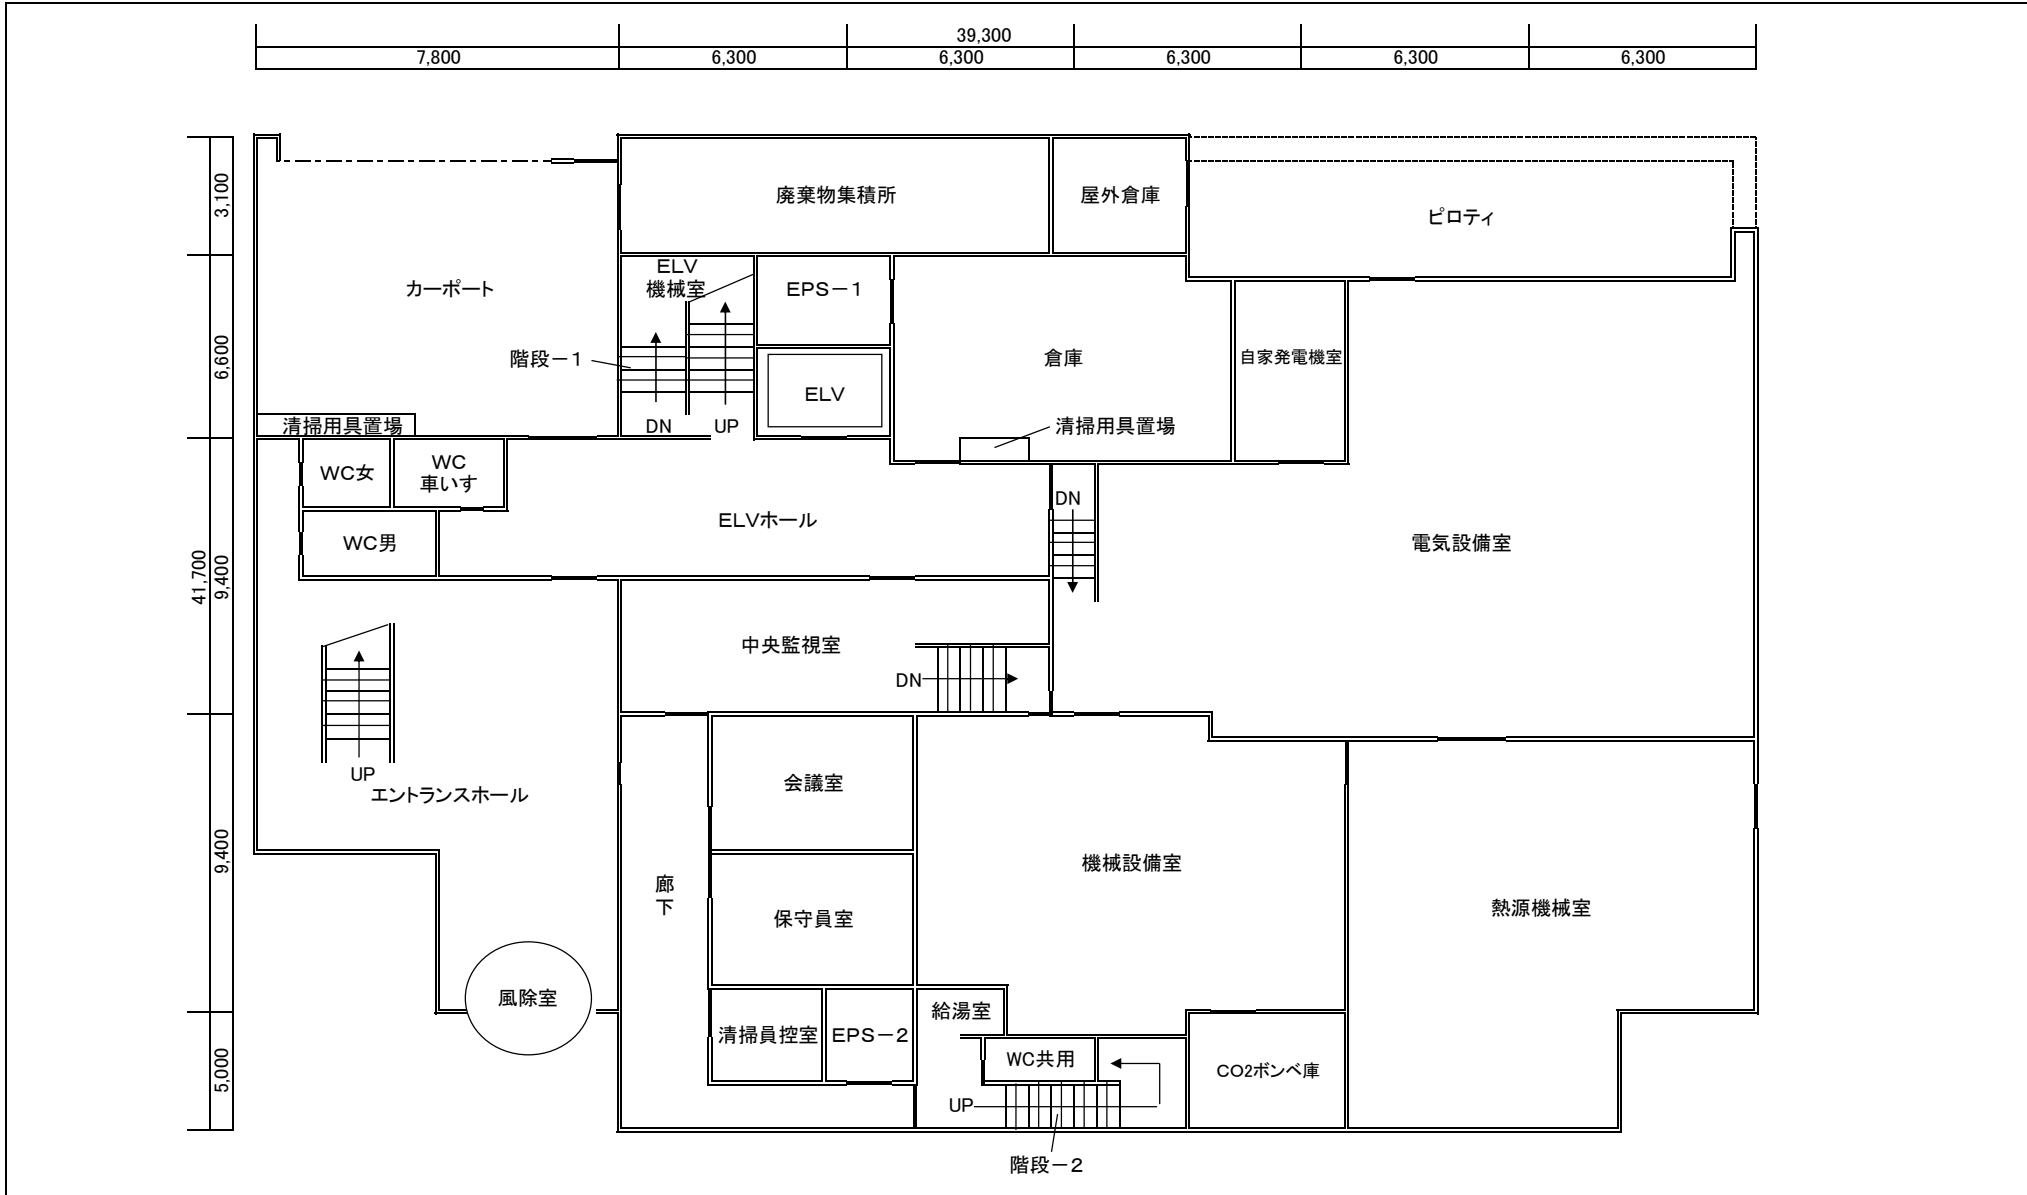 39,300
7,800
6,300
6,300
6,300
6,300
6,300
41,700
3,100
6,600
9,400
9,400
5,000
廃棄物集積所
屋外倉庫
ピロティ
カーポート
ELV
機械室
EPS－1
階段－1
倉庫
自家発電機室
ELV
清掃用具置場
DN
UP
清掃用具置場
WC女
WC
車いす
DN
ELVホール
WC男
電気設備室
中央監視室
DN
UP
エントランスホール
会議室
機械設備室
廊
下
保守員室
熱源機械室
風除室
給湯室
清掃員控室
EPS－2
WC共用
CO2ボンベ庫
UP
階段－2